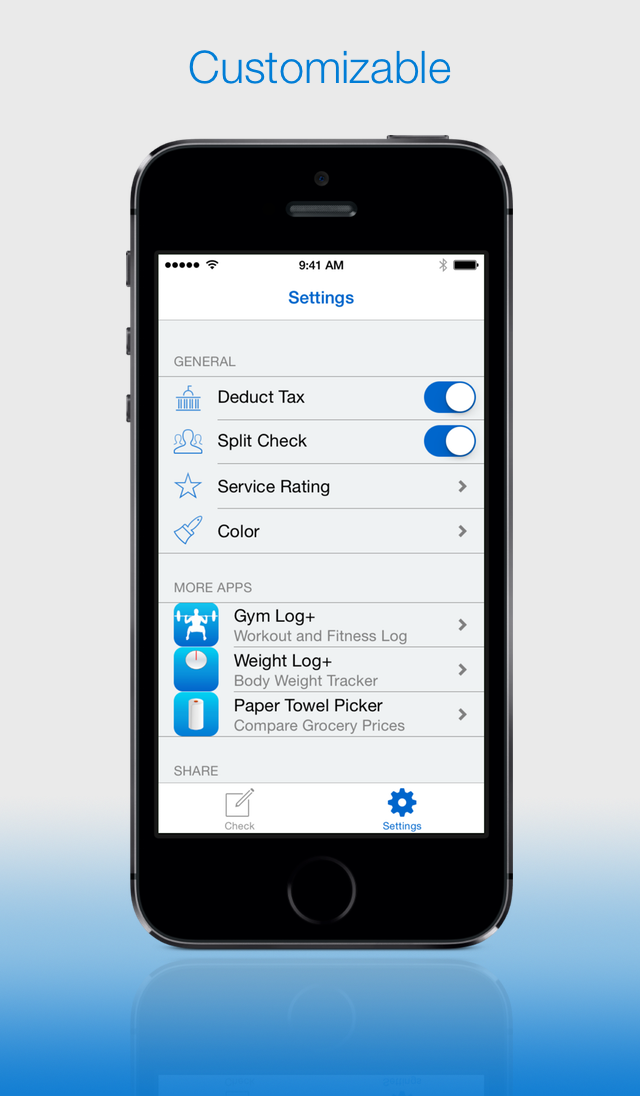 Customizable
9:41 AM
Settings
GENERAL
Deduct Tax
Split Check
Service Rating
Color
MORE APPS
Gym Log+
Workout and Fitness Log
Weight Log+
Body Weight Tracker
Paper Towel Picker
Compare Grocery Prices
SHARE
Check
Settings